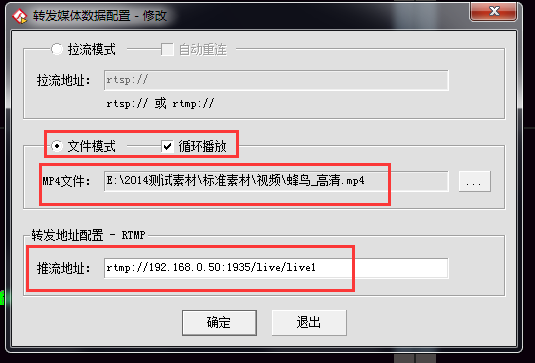 转发媒体数据配置 - 修改
拉流模式 自动重连
拉流地址: rtsp://
rtsp:// 或 rtmp://
文件模式 循环播放
MP4文件: E:\2014测试素材\标准素材\视频\蜂鸟_高清.mp4 ...
转发地址配置 - RTMP
推流地址: rtmp://192.168.0.50:1935/live/live1
确定 退出